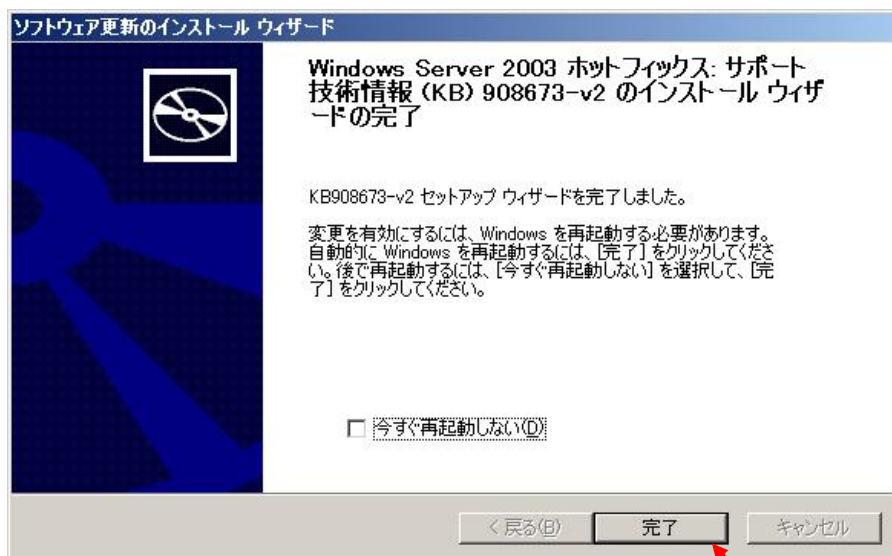 ソフトウェア更新のインストール ウィザード
Windows Server 2003 ホットフィックス: サポート
技術情報 (KB) 908673-v2 のインストール ウィザ
ードの完了
KB908673-v2 セットアップ ウィザードを完了しました。
変更を有効にするには、Windows を再起動する必要があります。
自動的に Windows を再起動するには、[完了] をクリックしてくださ
い。後で再起動するには、[今すぐ再起動しない] を選択して、[完
了] をクリックしてください。
今すぐ再起動しない(D)
< 戻る(B)
完了
キャンセル